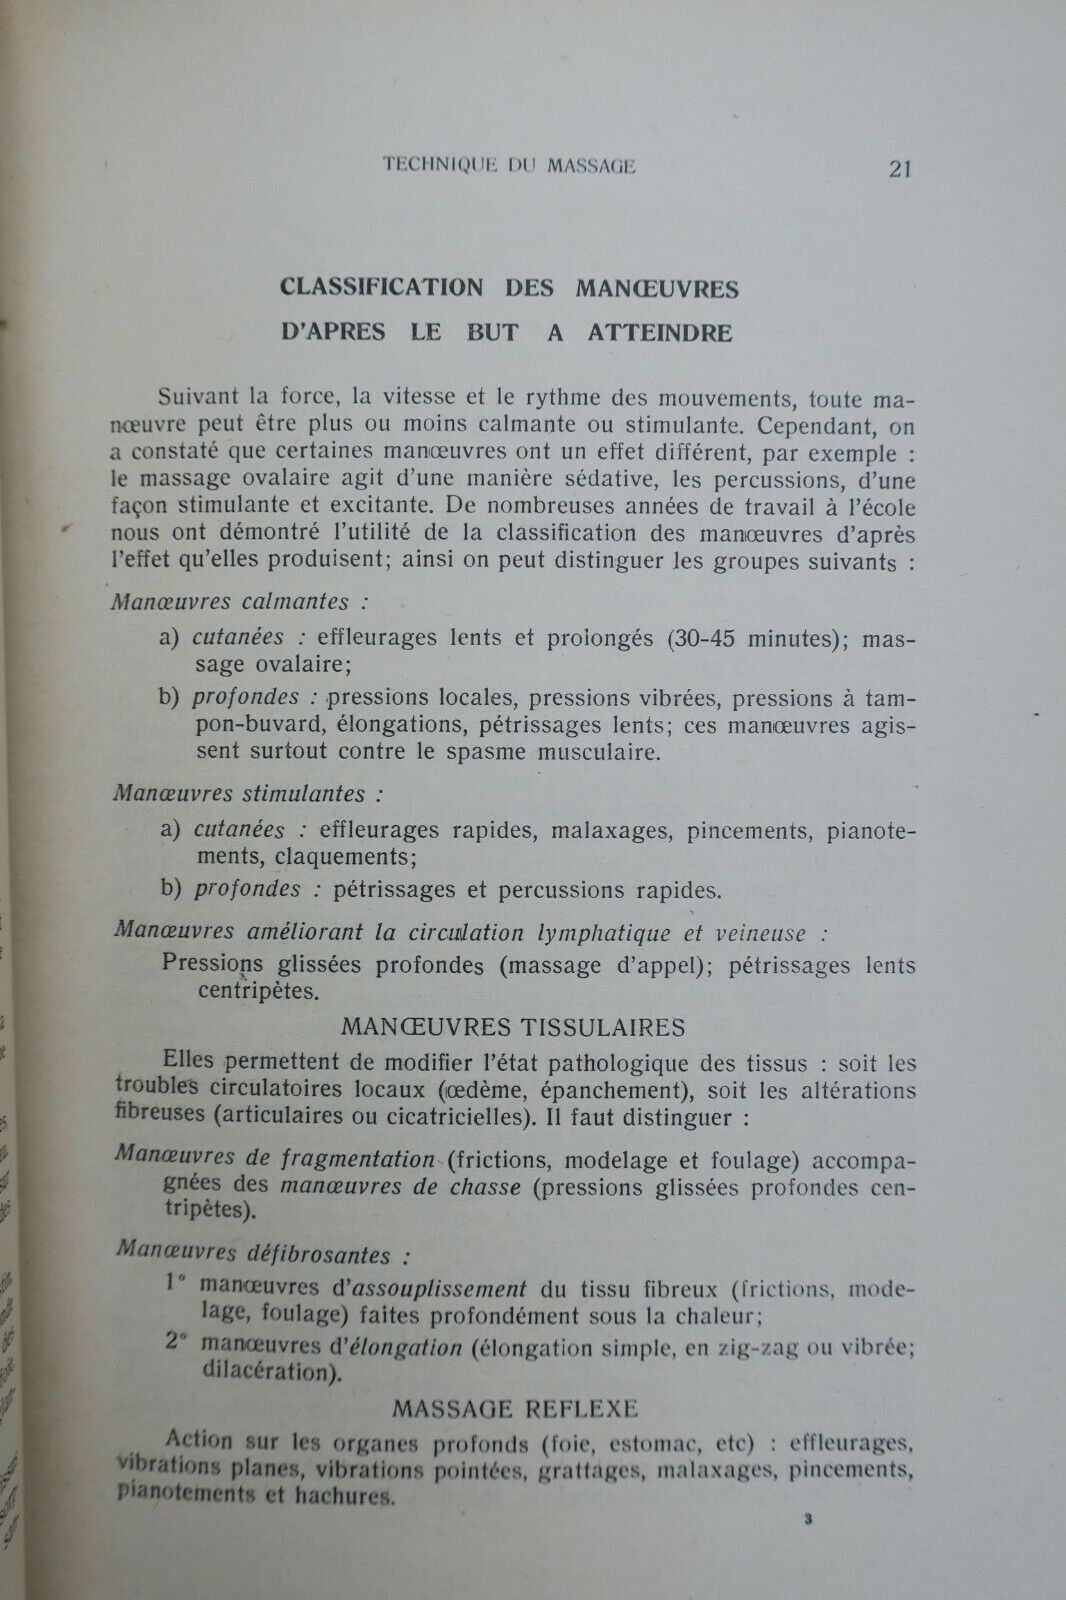 TECHNIQUE DU MASSAGE 21
CLASSIFICATION DES MANŒUVRES
D'APRES LE BUT A ATTEINDRE
Suivant la force, la vitesse et le rythme des mouvements, toute ma-
nœuvre peut être plus ou moins calmante ou stimulante. Cependant, on
a constaté que certaines manœuvres ont un effet différent, par exemple :
le massage ovalaire agit d'une manière sédative, les percussions, d'une
façon stimulante et excitante. De nombreuses années de travail à l'école
nous ont démontré l'utilité de la classification des manœuvres d'après
l'effet qu'elles produisent; ainsi on peut distinguer les groupes suivants :
Manœuvres calmantes :
a) cutanées : effleurages lents et prolongés (30-45 minutes); mas-
sage ovalaire;
b) profondes : pressions locales, pressions vibrées, pressions à tam-
pon-buvard, élongations, pétrissages lents; ces manœuvres agis-
sent surtout contre le spasme musculaire.
Manœuvres stimulantes :
a) cutanées : effleurages rapides, malaxages, pincements, pianote-
ments, claquements;
b) profondes : pétrissages et percussions rapides.
Manœuvres améliorant la circulation lymphatique et veineuse :
Pressions glissées profondes (massage d'appel); pétrissages lents
centripètes.
MANŒUVRES TISSULAIRES
Elles permettent de modifier l'état pathologique des tissus : soit les
troubles circulatoires locaux (œdème, épanchement), soit les altérations
fibreuses (articulaires ou cicatricielles). Il faut distinguer :
Manœuvres de fragmentation (frictions, modelage et foulage) accompa-
gnées des manœuvres de chasse (pressions glissées profondes cen-
tripètes).
Manœuvres défibrosantes :
1° manœuvres d'assouplissement du tissu fibreux (frictions, mode-
lage, foulage) faites profondément sous la chaleur;
2° manœuvres d'élongation (élongation simple, en zig-zag ou vibrée;
dilacération).
MASSAGE REFLEXE
Action sur les organes profonds (foie, estomac, etc) : effleurages,
vibrations planes, vibrations pointées, grattages, malaxages, pincements,
pianotements et hachures.
3